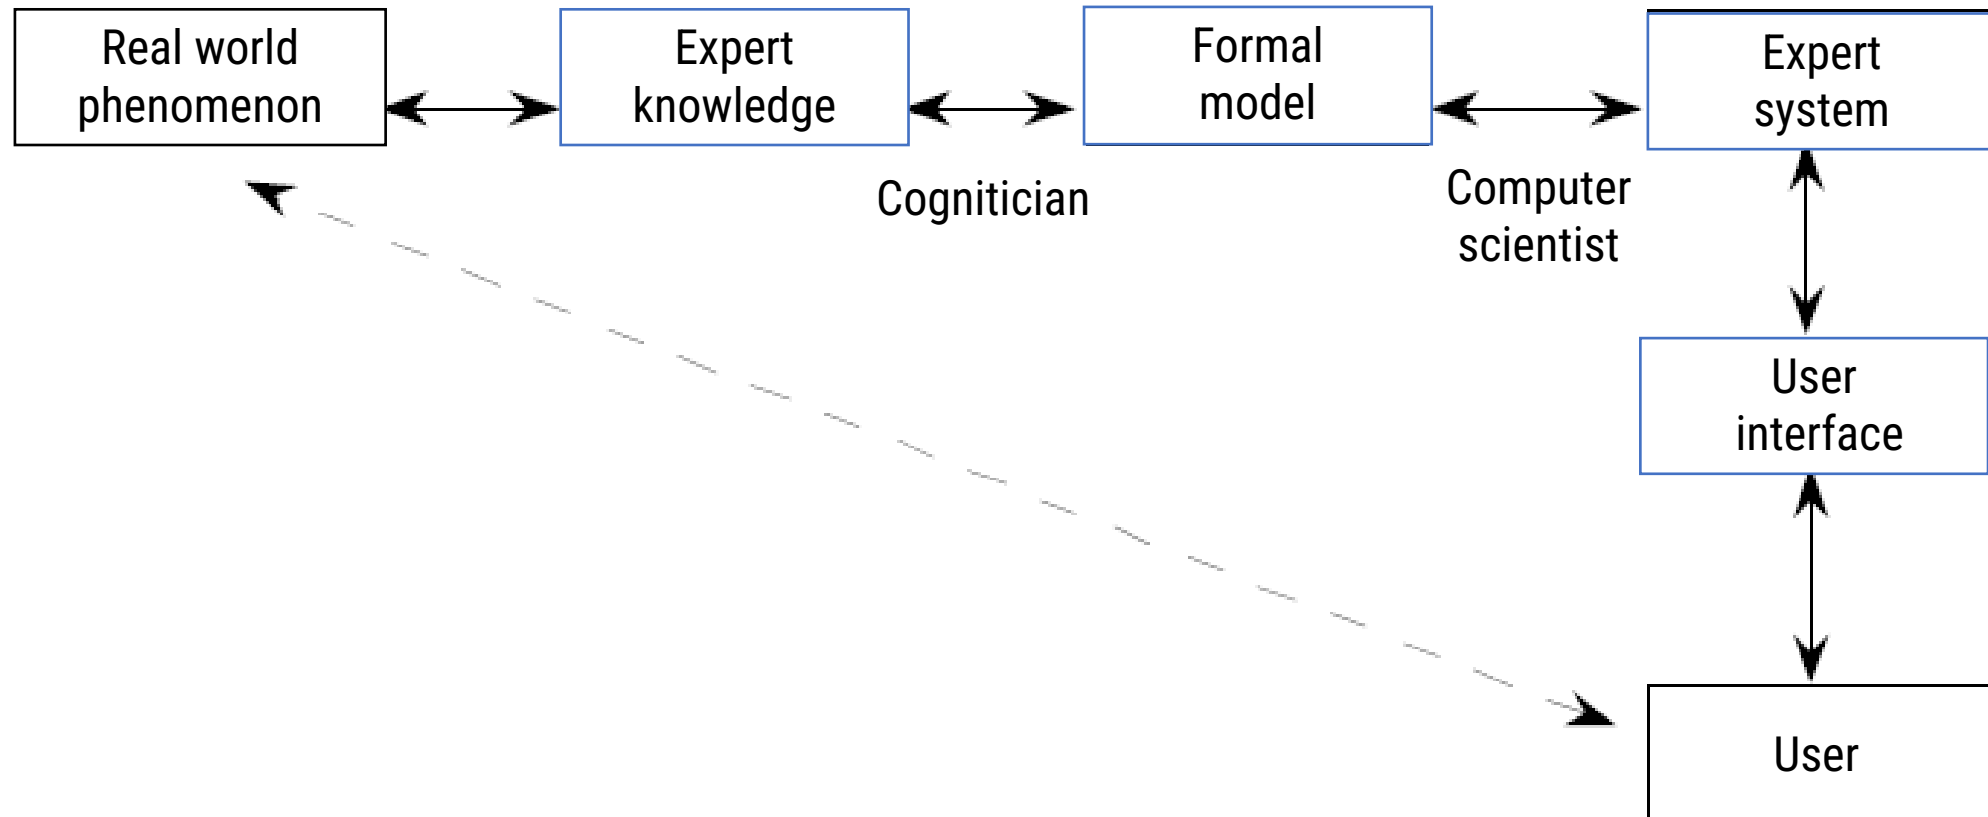 Real world
phenomenon
Expert
knowledge
Formal
model
Expert
system
Cognitician
Computer
scientist
User
interface
User